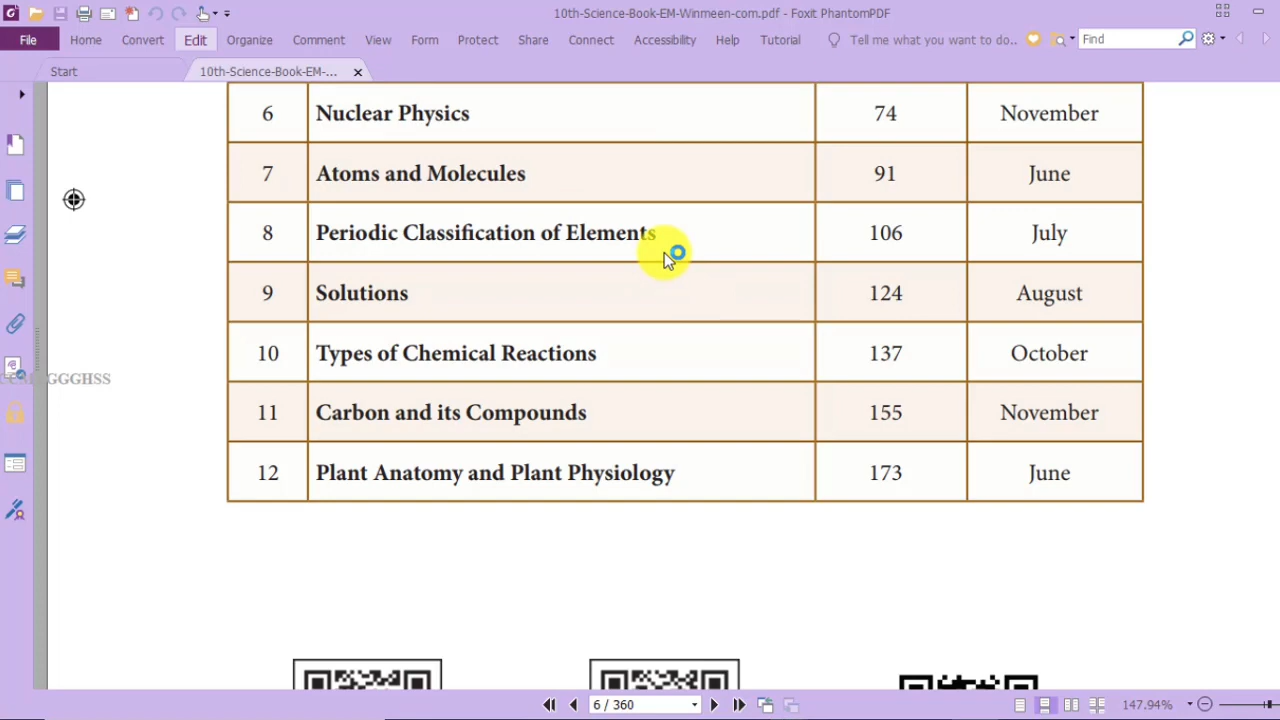 10th-Science-Book-EM-Winmeen-com.pdf - Foxit PhantomPDF
File Home Convert Edit Organize Comment View Form Protect Share Connect Accessibility Help Tutorial Tell me what you want to do.. Find
Start 10th-Science-Book-EM-...
6 Nuclear Physics 74 November
7 Atoms and Molecules 91 June
8 Periodic Classification of Elements 106 July
9 Solutions 124 August
10 Types of Chemical Reactions 137 October
GGGHSS
11 Carbon and its Compounds 155 November
12 Plant Anatomy and Plant Physiology 173 June
6 / 360 147.94%